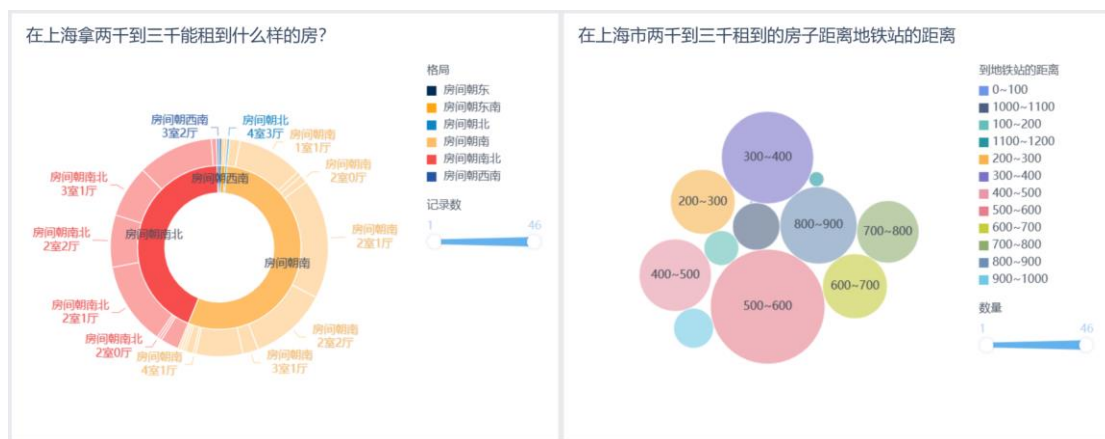 在上海拿两千到三千能租到什么样的房?
格局
房间朝东
房间朝东南
房间朝北
房间朝南
房间朝南北
房间朝西南
记录数
1
46
房间朝西南
3室2厅
房间朝北
4室3厅
房间朝南
1室1厅
房间朝南
2室0厅
房间朝南
2室1厅
房间朝南
2室2厅
房间朝南
3室1厅
房间朝南
4室1厅
房间朝南北
2室0厅
房间朝南北
2室1厅
房间朝南北
2室2厅
房间朝南北
3室1厅
房间朝西南
房间朝南北
房间朝南
在上海市两千到三千租到的房子距离地铁站的距离
到地铁站的距离
0~100
1000~1100
100~200
1100~1200
200~300
300~400
400~500
500~600
600~700
700~800
800~900
900~1000
数量
1
46
300~400
200~300
800~900
700~800
400~500
600~700
500~600